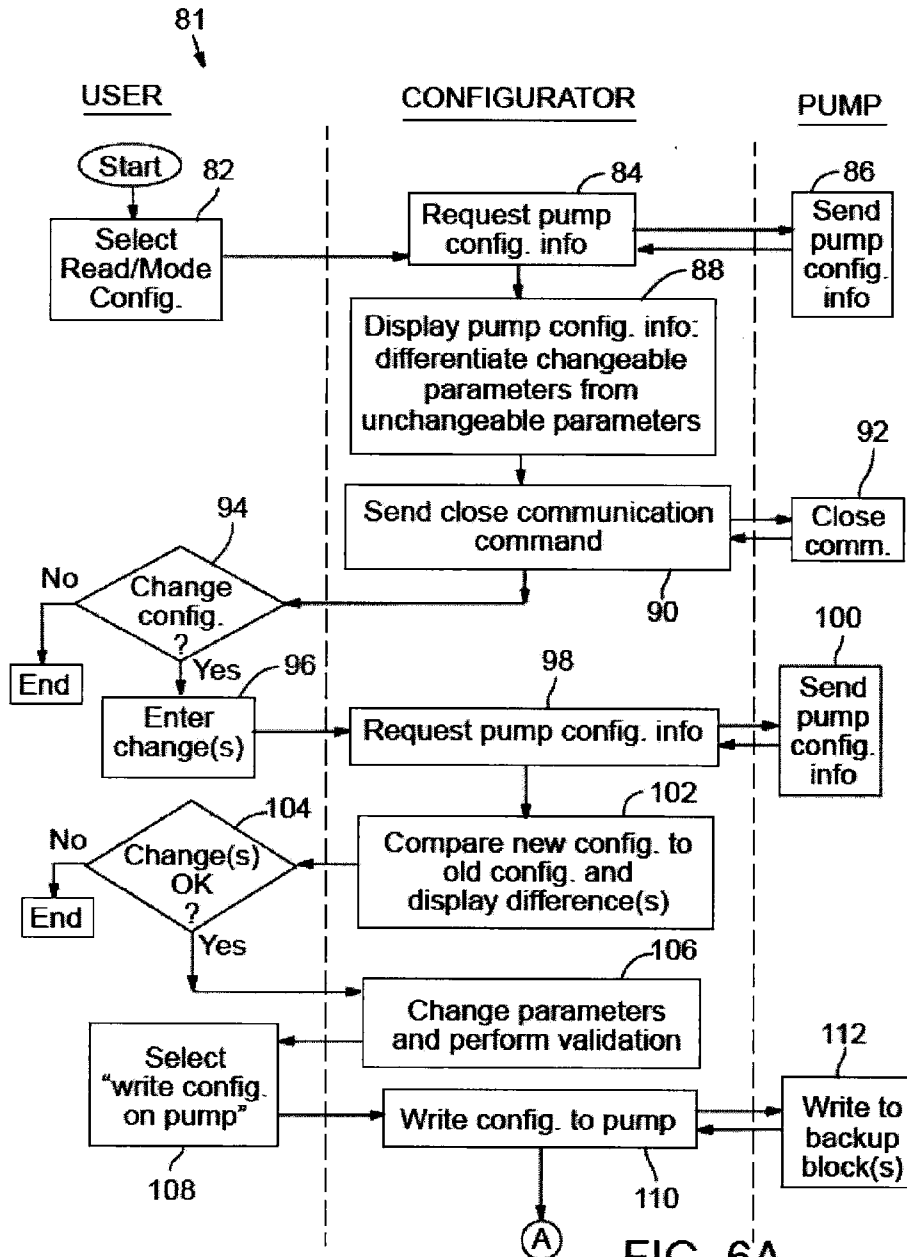 81
USER
CONFIGURATOR
PUMP
Start
82
84
86
Select
Read/Mode
Config.
Request pump
config. info
Send
pump
config.
info
88
Display pump config. info:
differentiate changeable
parameters from
unchangeable parameters
92
94
Send close communication
command
Close
comm.
No
Change
config.
?
90
100
End
Yes
96
98
Enter
change(s)
Request pump config. info
Send
pump
config.
info
104
102
No
Change(s)
OK
?
Compare new config. to
old config. and
display difference(s)
End
Yes
106
Change parameters
and perform validation
112
Select
"write config.
on pump"
Write config. to pump
Write to
backup
block(s)
108
110
A
FIG. 6A